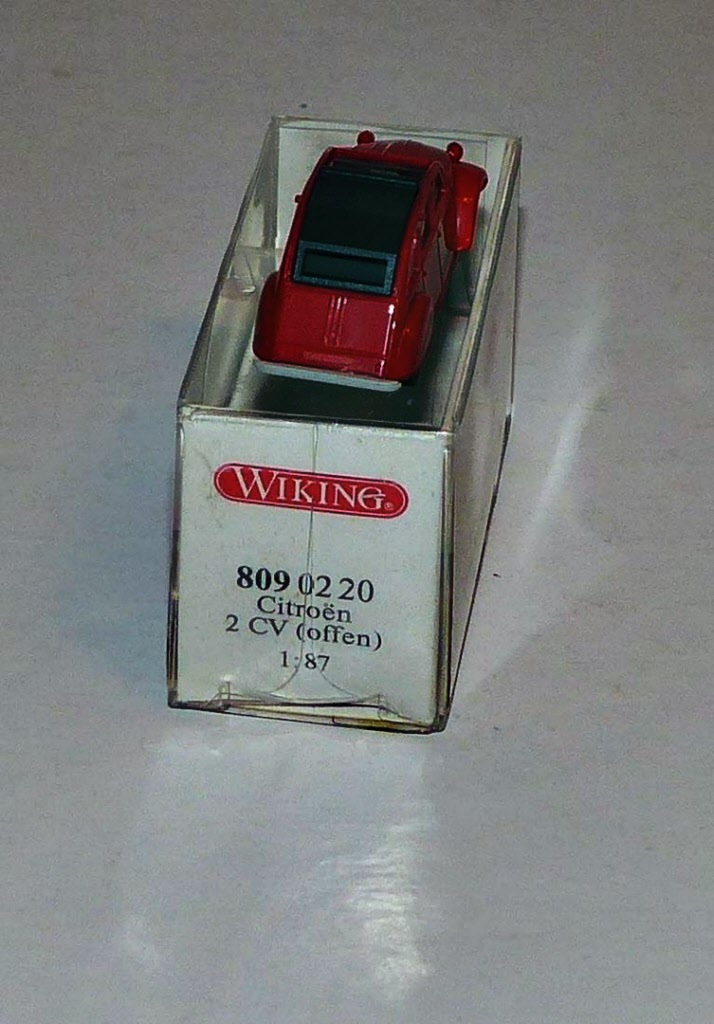 WIKING®
809 02 20
Citroën
2 CV (offen)
1:87